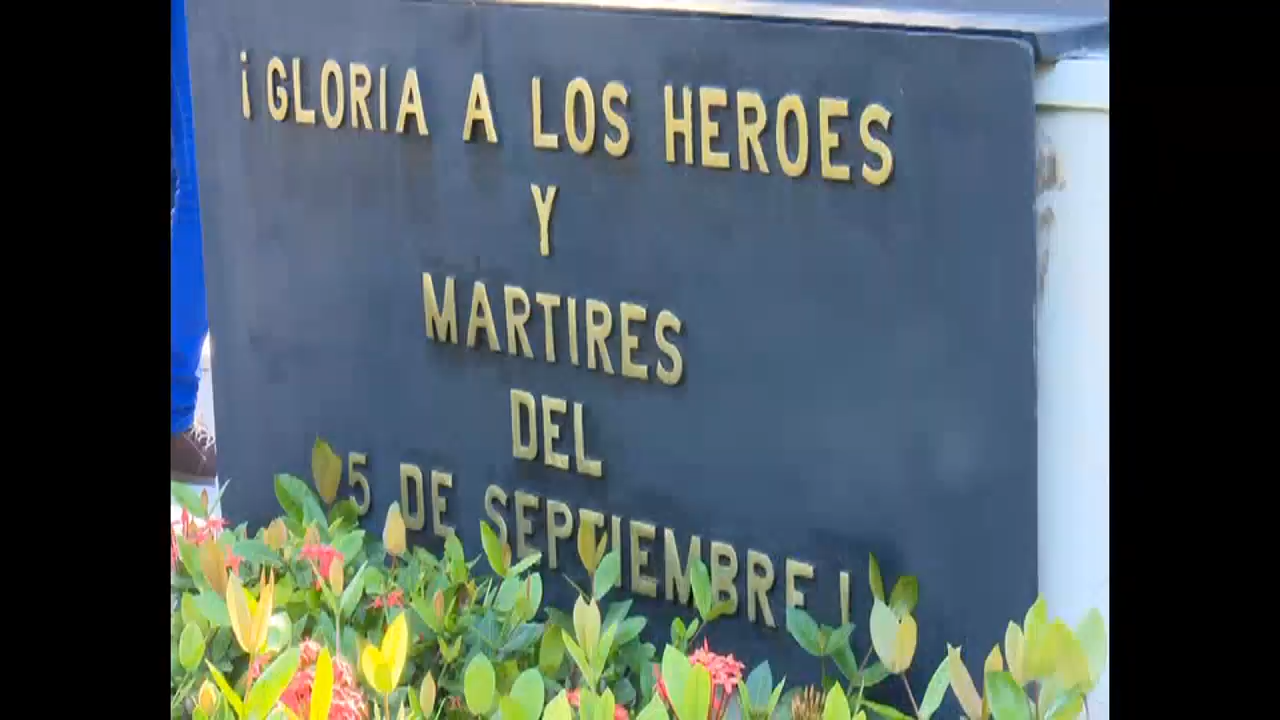 ¡GLORIA A LOS HEROES
Y
MARTIRES
DEL
5 DE SEPTIEMBRE!